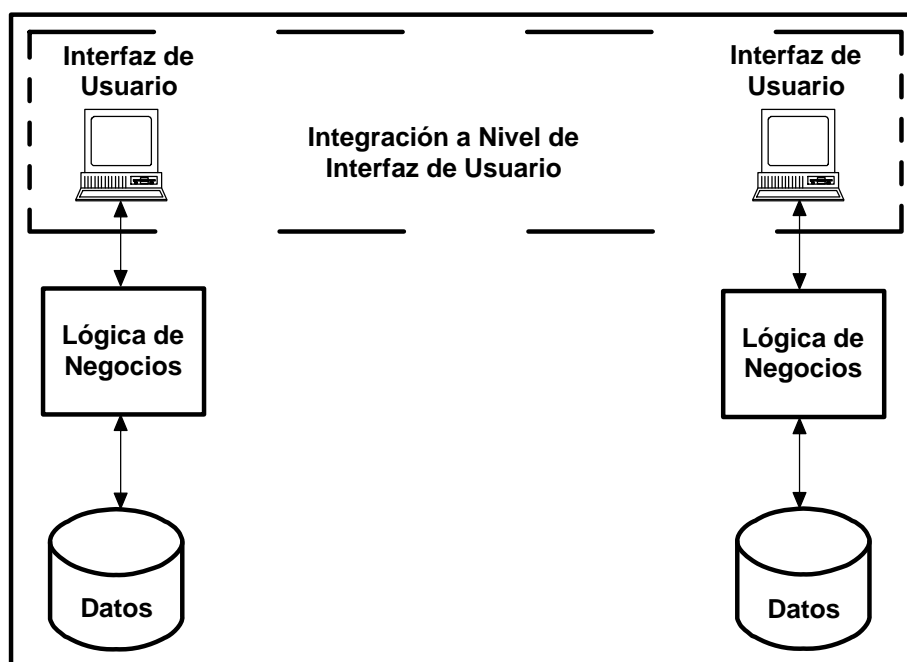 Interfaz de
Usuario
Interfaz de
Usuario
Integración a Nivel de
Interfaz de Usuario
Lógica de
Negocios
Lógica de
Negocios
Datos
Datos